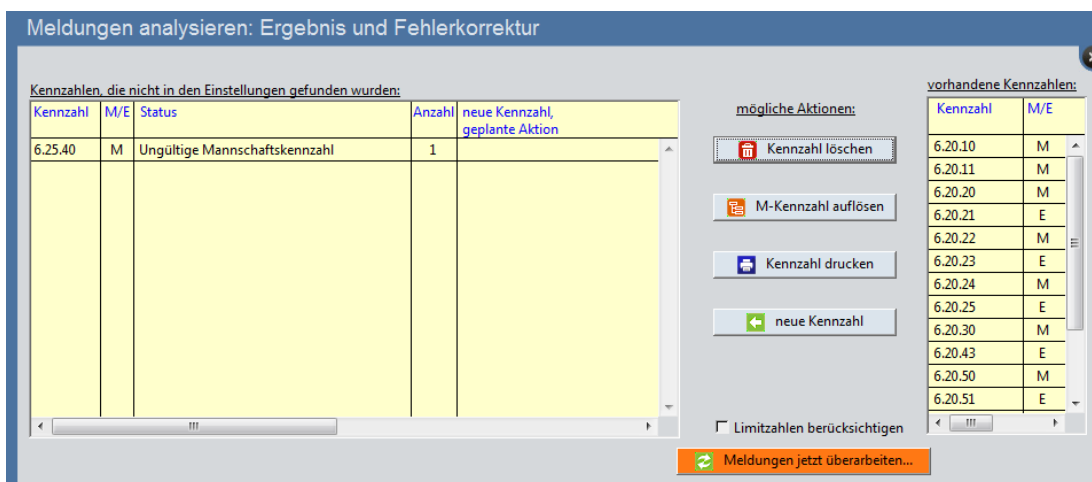 Meldungen analysieren: Ergebnis und Fehlerkorrektur
Kennzahlen, die nicht in den Einstellungen gefunden wurden:
Kennzahl M/E Status Anzahl neue Kennzahl,
geplante Aktion
6.25.40 M Ungültige Mannschaftskennzahl 1
mögliche Aktionen:
Kennzahl löschen
M-Kennzahl auflösen
Kennzahl drucken
neue Kennzahl
Limitzahlen berücksichtigen
Meldungen jetzt überarbeiten...
vorhandene Kennzahlen:
Kennzahl M/E
6.20.10 M
6.20.11 M
6.20.20 M
6.20.21 E
6.20.22 M
6.20.23 E
6.20.24 M
6.20.25 E
6.20.30 M
6.20.43 E
6.20.50 M
6.20.51 E